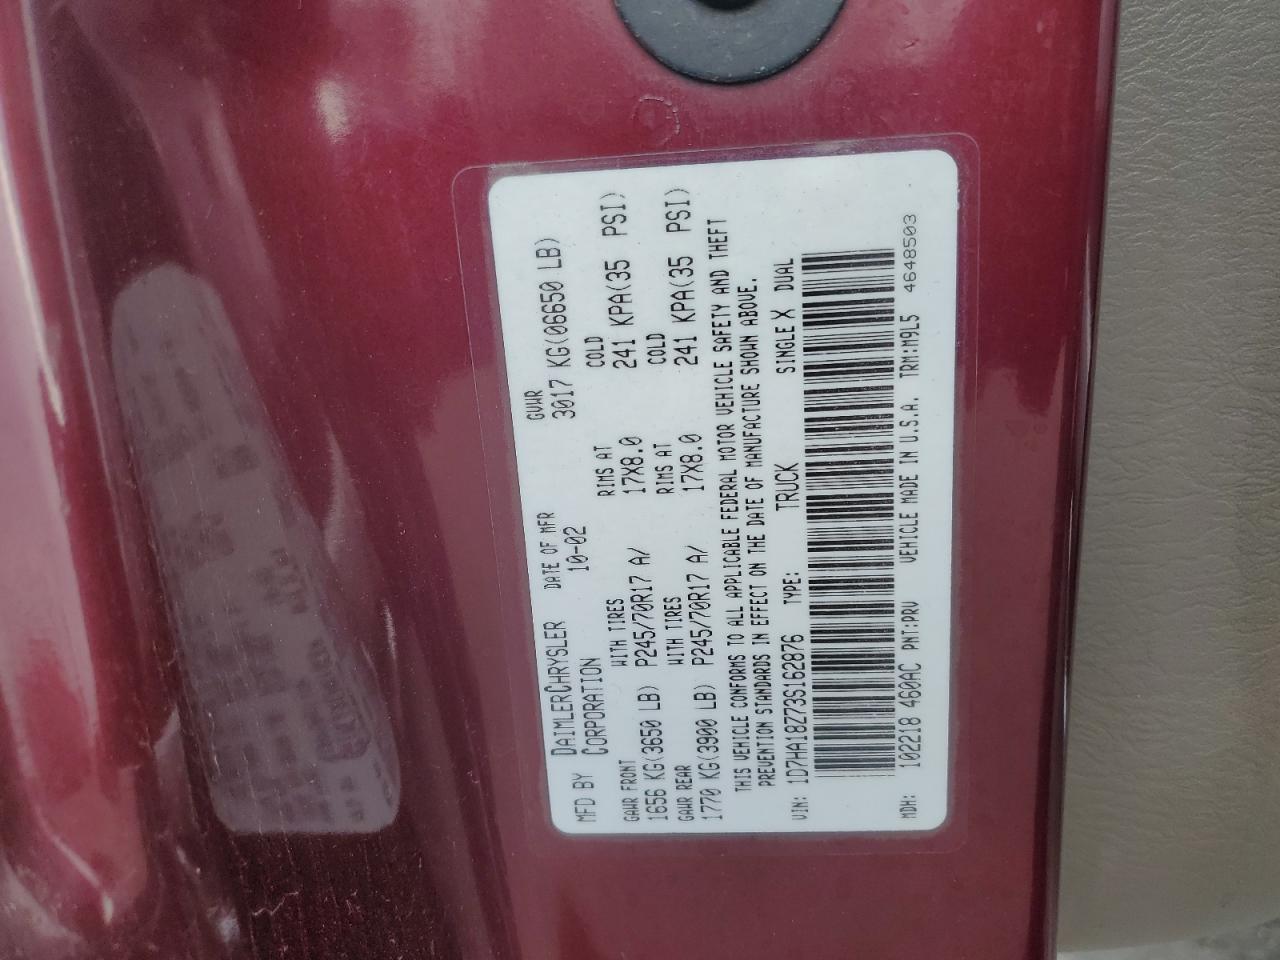 MFD BY DAIMLERCHRYSLER CORPORATION DATE OF MFR 10-02 GVWR 3017 KG(06650 LB)
GAWR FRONT WITH TIRES RIMS AT COLD
1656 KG(3650 LB) P245/70R17 A/ 17X8.0 241 KPA(35 PSI)
GAWR REAR WITH TIRES RIMS AT COLD
1770 KG(3900 LB) P245/70R17 A/ 17X8.0 241 KPA(35 PSI)
THIS VEHICLE CONFORMS TO ALL APPLICABLE FEDERAL MOTOR VEHICLE SAFETY AND THEFT
PREVENTION STANDARDS IN EFFECT ON THE DATE OF MANUFACTURE SHOWN ABOVE.
VIN: 1D7HA18Z73S162876 TYPE: TRUCK SINGLE X DUAL
MDH: 102218 460AC PNT:PRV VEHICLE MADE IN U.S.A. TRM:M9L5 4648503